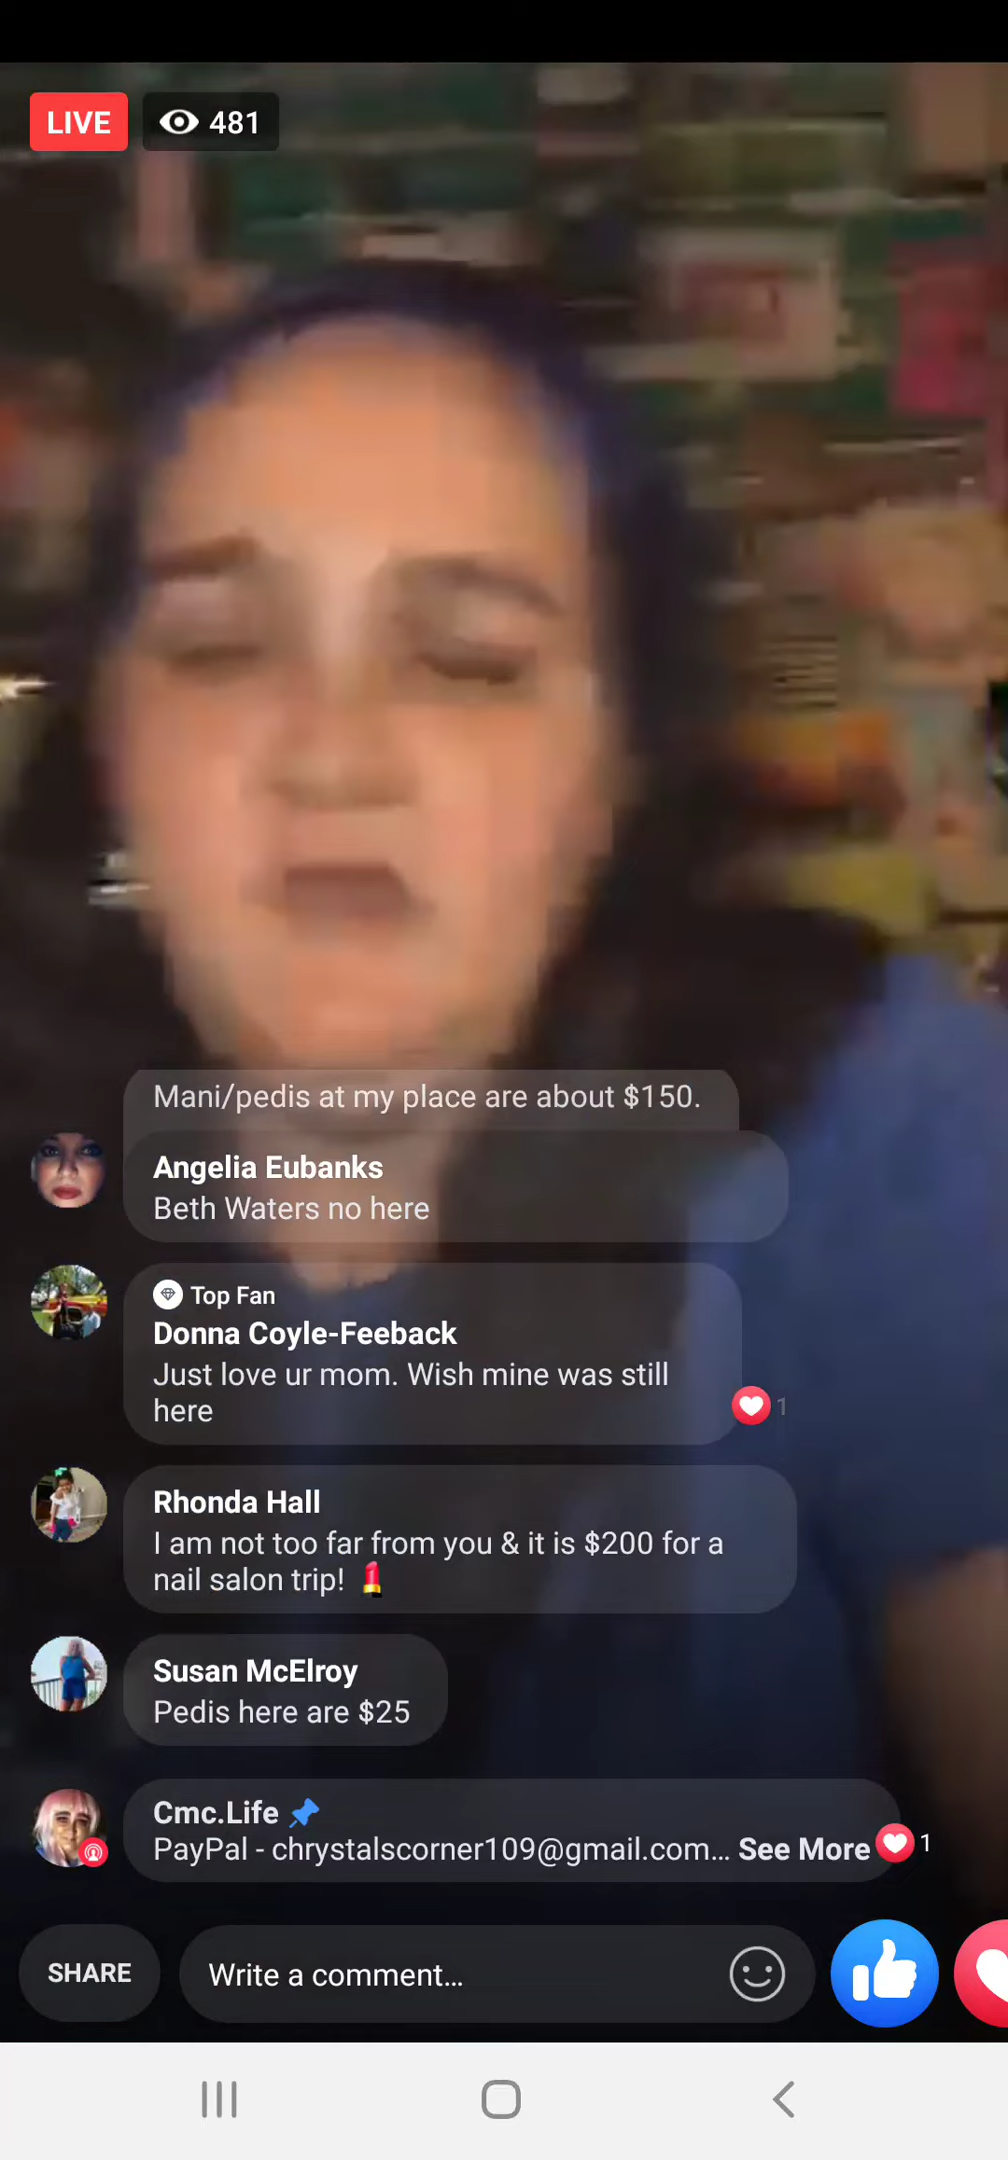 LIVE 481
Mani/pedis at my place are about $150.
Angelia Eubanks
Beth Waters no here
Top Fan
Donna Coyle-Feeback
Just love ur mom. Wish mine was still
here
1
Rhonda Hall
I am not too far from you & it is $200 for a
nail salon trip!
Susan McElroy
Pedis here are $25
Cmc.Life
PayPal - chrystalscorner109@gmail.com... See More 1
SHARE Write a comment...